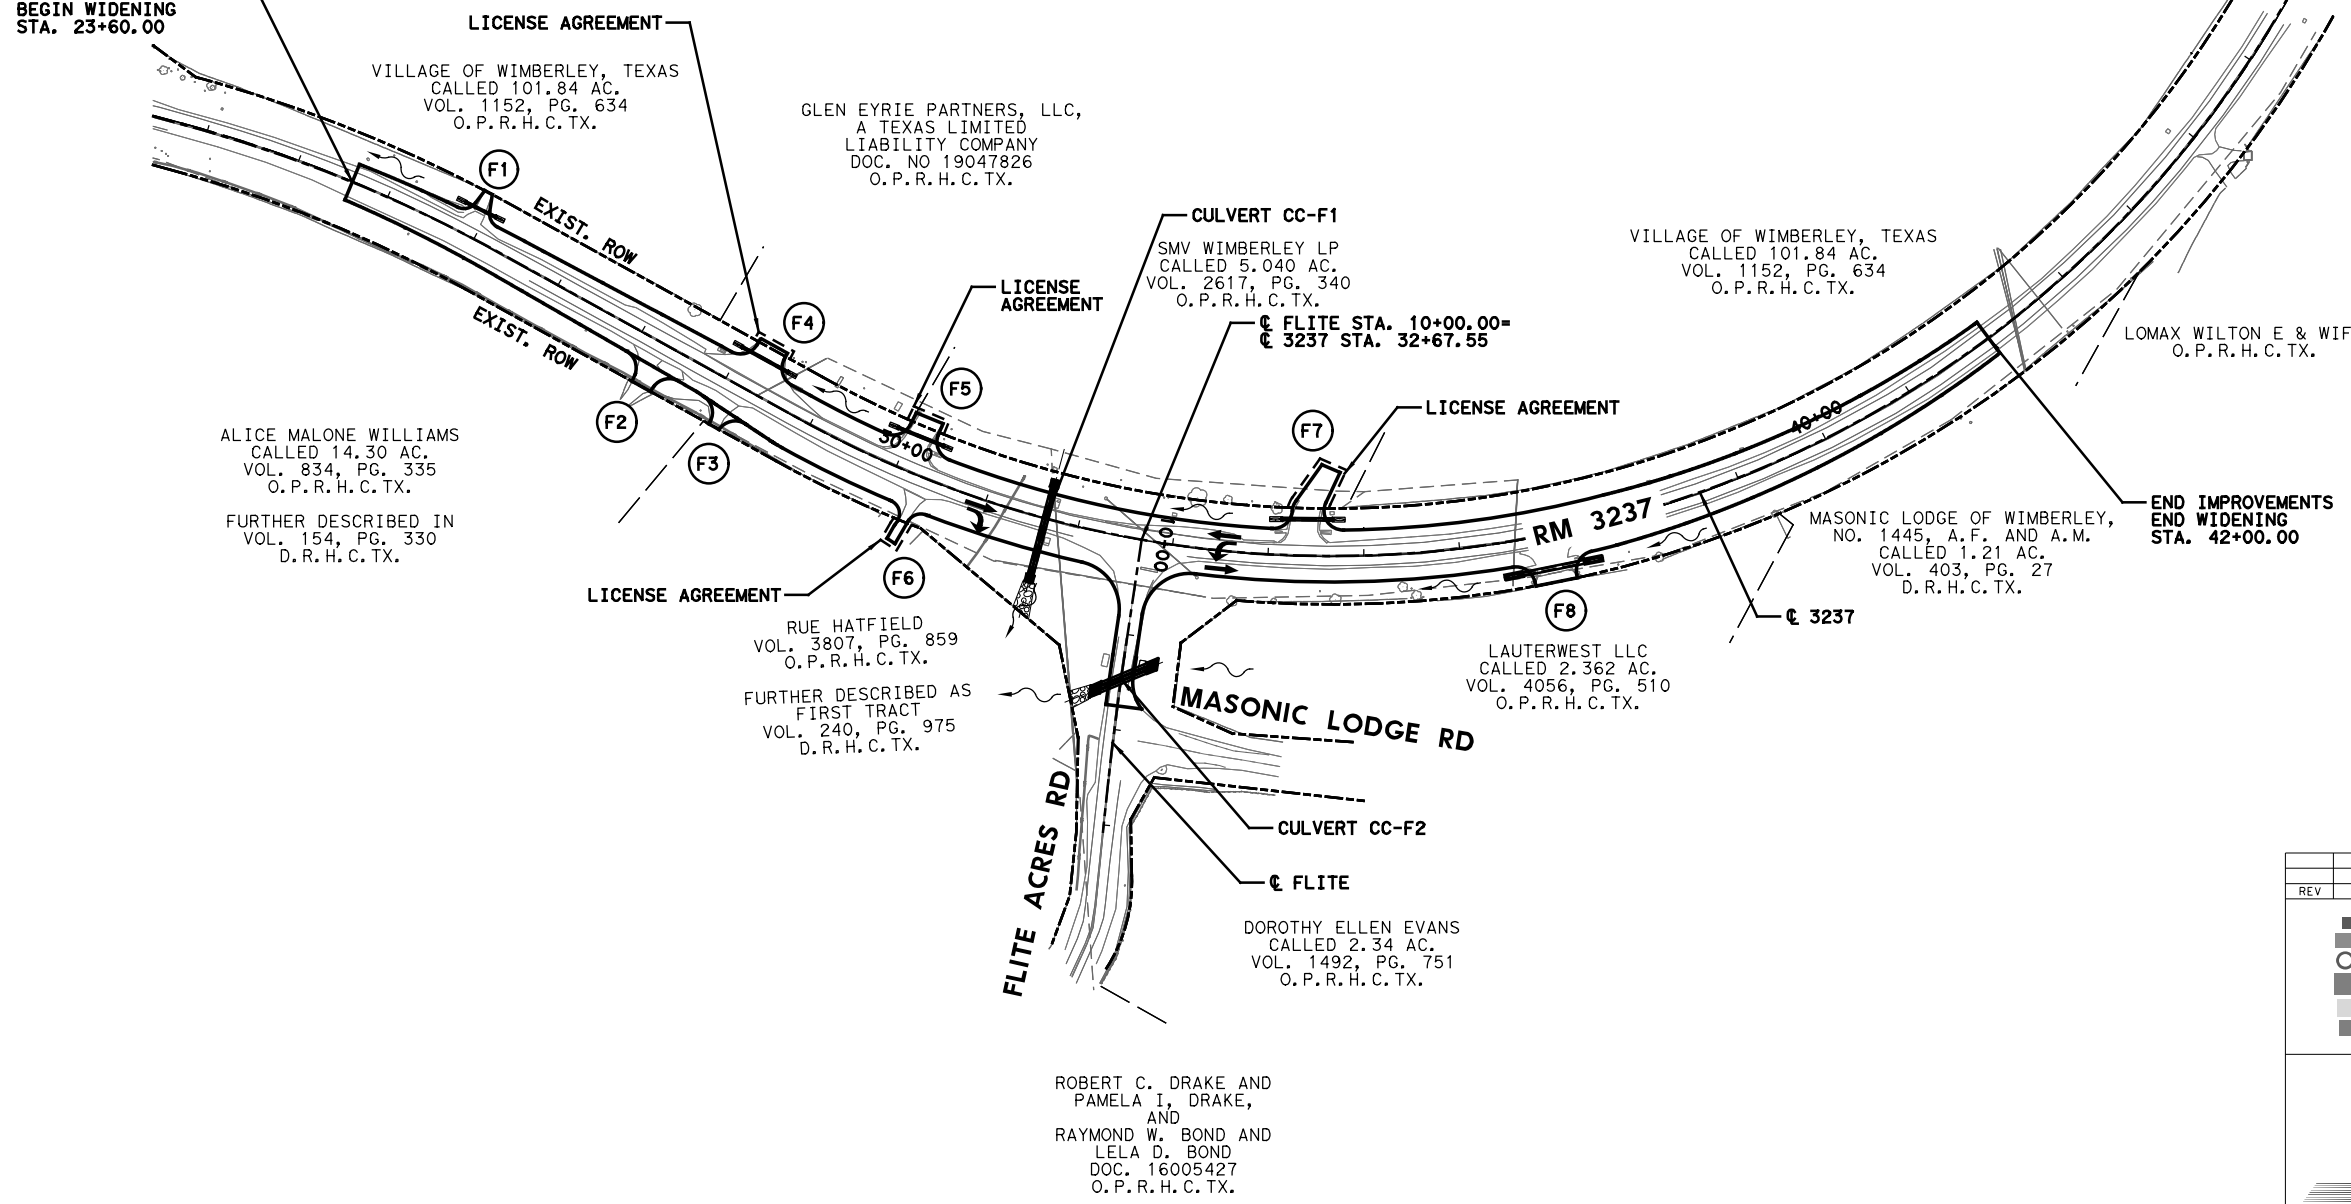 BEGIN WIDENING
STA. 23+60.00
LICENSE AGREEMENT
VILLAGE OF WIMBERLEY, TEXAS
CALLED 101.84 AC.
VOL. 1152, PG. 634
O.P.R.H.C.TX.
GLEN EYRIE PARTNERS, LLC,
A TEXAS LIMITED
LIABILITY COMPANY
DOC. NO 19047826
O.P.R.H.C.TX.
F1
EXIST. ROW
EXIST. ROW
CULVERT CC-F1
SMV WIMBERLEY LP
CALLED 5.040 AC.
VOL. 2617, PG. 340
O.P.R.H.C.TX.
LICENSE
AGREEMENT
℄ FLITE STA. 10+00.00=
℄ 3237 STA. 32+67.55
VILLAGE OF WIMBERLEY, TEXAS
CALLED 101.84 AC.
VOL. 1152, PG. 634
O.P.R.H.C.TX.
LOMAX WILTON E & WIF
O.P.R.H.C.TX.
F4
F5
F2
F3
30+00
F7
LICENSE AGREEMENT
40+00
ALICE MALONE WILLIAMS
CALLED 14.30 AC.
VOL. 834, PG. 335
O.P.R.H.C.TX.
FURTHER DESCRIBED IN
VOL. 154, PG. 330
D.R.H.C.TX.
10+00
RM 3237
END IMPROVEMENTS
END WIDENING
STA. 42+00.00
MASONIC LODGE OF WIMBERLEY,
NO. 1445, A.F. AND A.M.
CALLED 1.21 AC.
VOL. 403, PG. 27
D.R.H.C.TX.
LICENSE AGREEMENT
F6
F8
℄ 3237
RUE HATFIELD
VOL. 3807, PG. 859
O.P.R.H.C.TX.
FURTHER DESCRIBED AS
FIRST TRACT
VOL. 240, PG. 975
D.R.H.C.TX.
LAUTERWEST LLC
CALLED 2.362 AC.
VOL. 4056, PG. 510
O.P.R.H.C.TX.
MASONIC LODGE RD
FLITE ACRES RD
CULVERT CC-F2
℄ FLITE
DOROTHY ELLEN EVANS
CALLED 2.34 AC.
VOL. 1492, PG. 751
O.P.R.H.C.TX.
REV
ROBERT C. DRAKE AND
PAMELA I, DRAKE,
AND
RAYMOND W. BOND AND
LELA D. BOND
DOC. 16005427
O.P.R.H.C.TX.